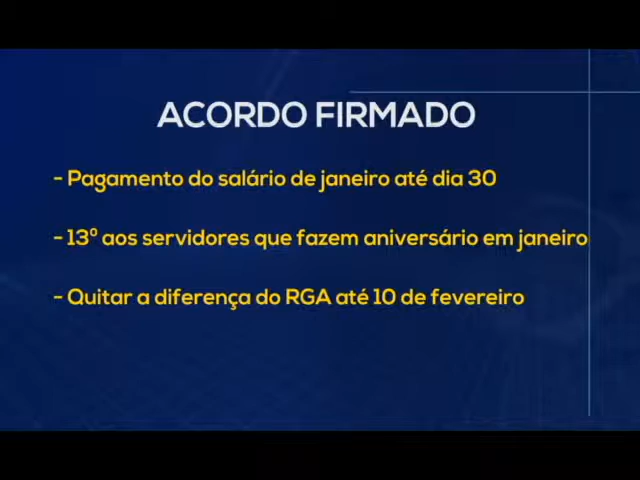 ACORDO FIRMADO
- Pagamento do salário de janeiro até dia 30
- 13º aos servidores que fazem aniversário em janeiro
- Quitar a diferença do RGA até 10 de fevereiro